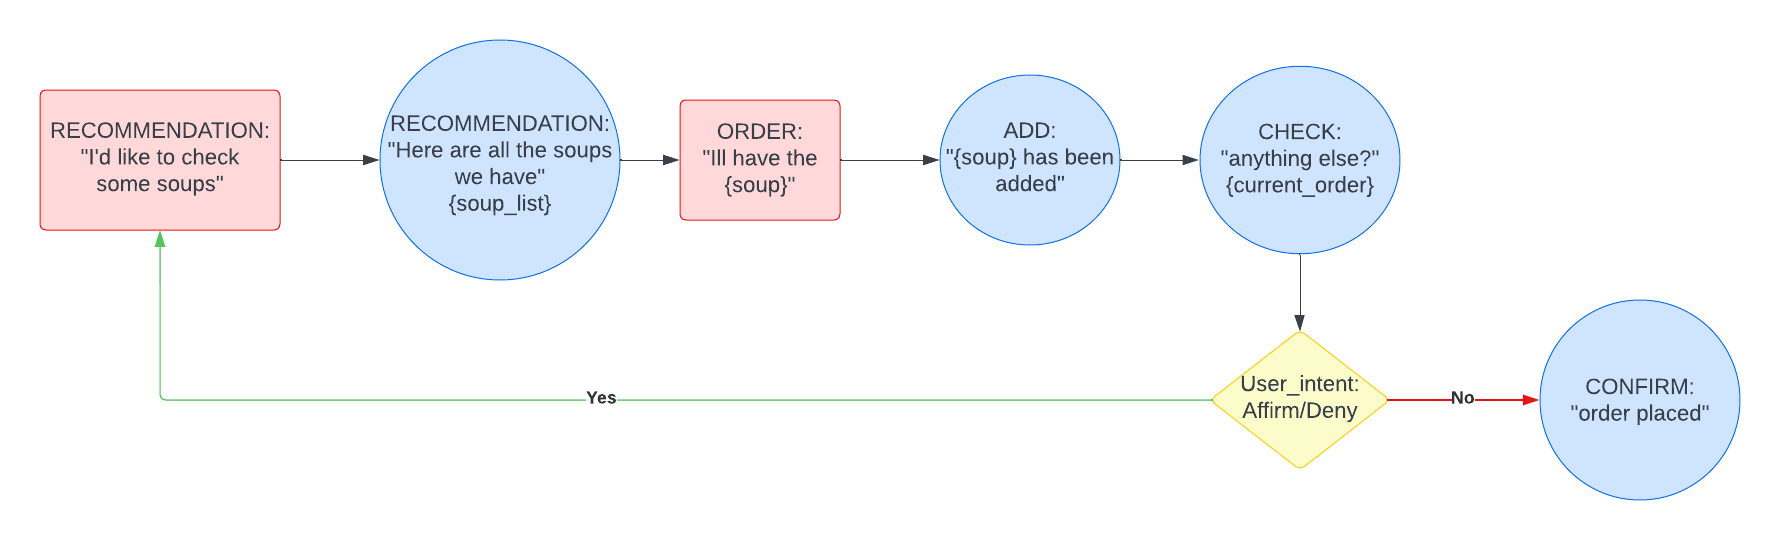 RECOMMENDATION:
"I'd like to check
some soups"
RECOMMENDATION:
"Here are all the soups
we have"
{soup_list}
ORDER:
"Ill have the
{soup}"
ADD:
"{soup} has been
added"
CHECK:
"anything else?"
{current_order}
User_intent:
Affirm/Deny
Yes
No
CONFIRM:
"order placed"